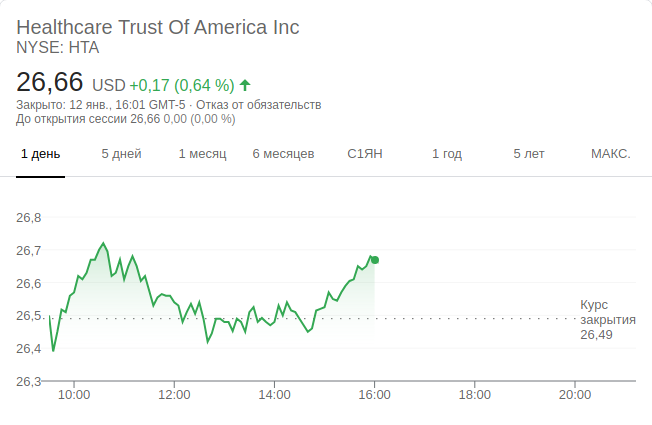 Healthcare Trust Of America Inc
NYSE: HTA
26,66 USD +0,17 (0,64 %)
Закрыто: 12 янв., 16:01 GMT-5 · Отказ от обязательств
До открытия сессии 26,66 0,00 (0,00 %)
1 день 5 дней 1 месяц 6 месяцев С1ЯН 1 год 5 лет МАКС.
26,8
26,7
26,6
26,5
26,4
26,3
Курс
закрытия
26,49
10:00 12:00 14:00 16:00 18:00 20:00